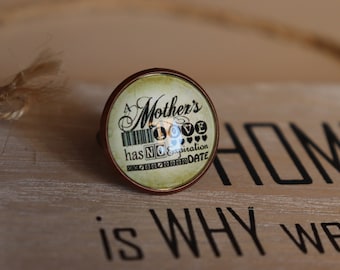 A Mother's
LOVE
has No expiration
DATE
HOM
is WHY we